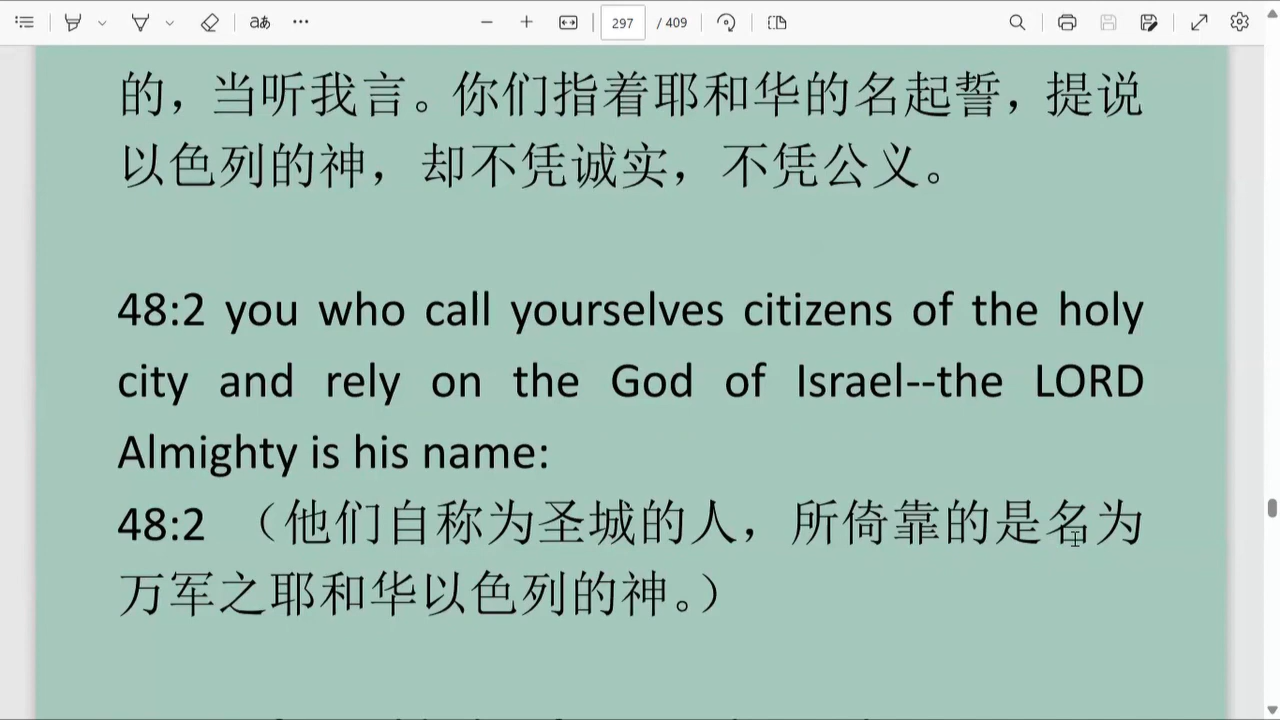 297 / 409
的，当听我言。你们指着耶和华的名起誓，提说
以色列的神，却不凭诚实，不凭公义。
48:2 you who call yourselves citizens of the holy
city and rely on the God of Israel--the LORD
Almighty is his name:
48:2 （他们自称为圣城的人，所倚靠的是名为
万军之耶和华以色列的神。）